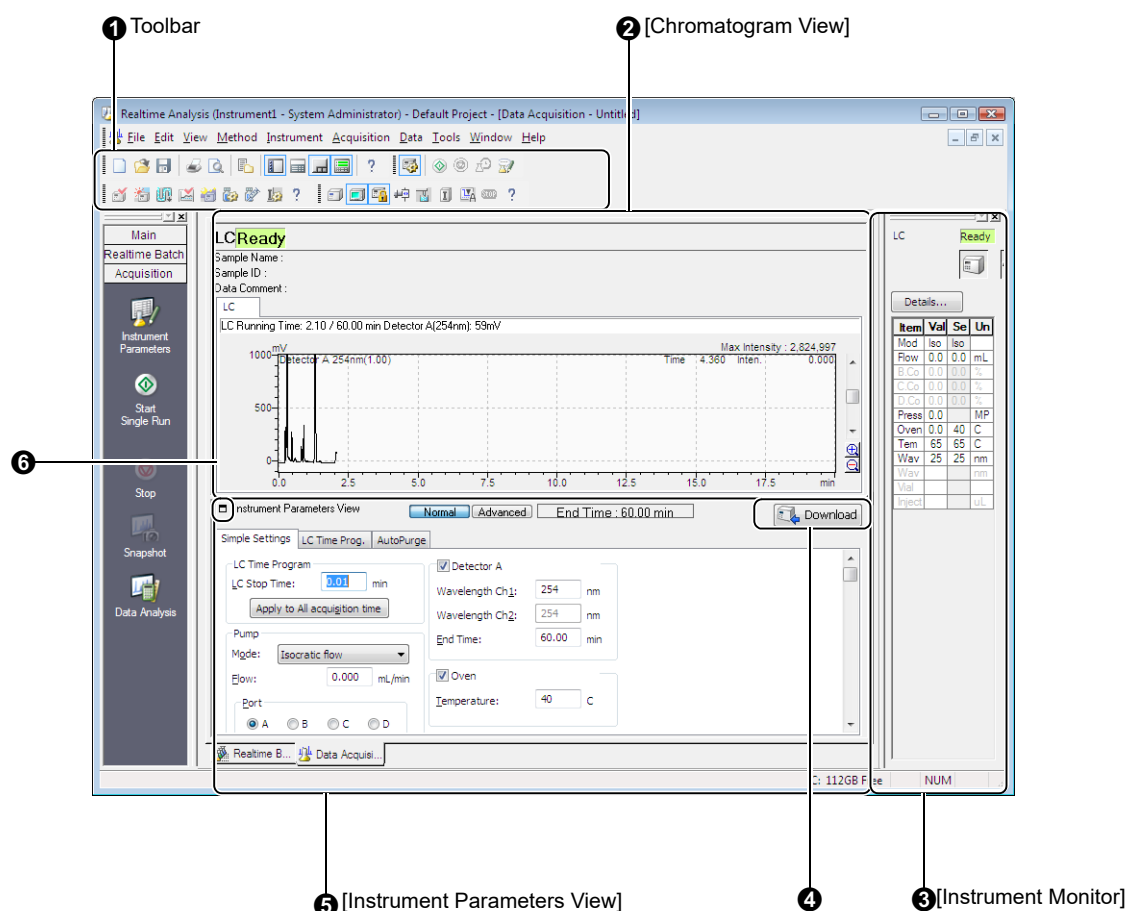 1 Toolbar
2 [Chromatogram View]
Realtime Analysis (Instrument1 - System Administrator) - Default Project - [Data Acquisition - Untitled]
File Edit View Method Instrument Acquisition Data Tools Window Help
Main
Realtime Batch
Acquisition
Instrument
Parameters
Start
Single Run
Stop
Snapshot
Data Analysis
LC Ready
Sample Name :
Sample ID :
Data Comment :
LC
LC Running Time: 2.10 / 60.00 min Detector A(254nm): 59mV
mV
Max Intensity : 2,824,997
Detector A 254nm(1.00)
Time 4.360 Inten. 0.000
1000
500
0
0.0 2.5 5.0 7.5 10.0 12.5 15.0 17.5 min
6
nstrument Parameters View Normal Advanced End Time : 60.00 min Download
Simple Settings LC Time Prog. AutoPurge
LC Time Program
LC Stop Time: 0.01 min
Apply to All acquisition time
Pump
Mode: Isocratic flow
Flow: 0.000 mL/min
Port
A B C D
Detector A
Wavelength Ch1: 254 nm
Wavelength Ch2: 254 nm
End Time: 60.00 min
Oven
Temperature: 40 C
Realtime B... Data Acquisi...
LC Ready
Details...
Item Val Se Un
Mod Iso Iso
Flow 0.0 0.0 mL
B.Co 0.0 0.0 %
C.Co 0.0 0.0 %
D.Co 0.0 0.0 %
Press 0.0 MP
Oven 0.0 40 C
Tem 65 65 C
Wav 25 25 nm
Wav nm
Vial
Inject uL
C: 112GB Free NUM
5 [Instrument Parameters View]
4
3 [Instrument Monitor]